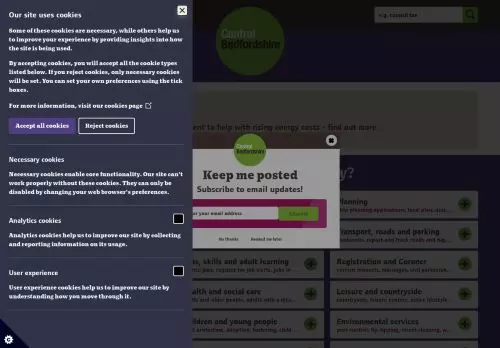 Our site uses cookies
Some of these cookies are necessary, while others help us
to improve your experience by providing insights into how
the site is being used.
By accepting cookies, you will accept all the cookie types
listed below. If you reject cookies, only necessary cookies
will be set. You can set your own preferences using the tick
boxes.
For more information, visit our cookies page
Accept all cookies
Reject cookies
Necessary cookies
Necessary cookies enable core functionality. Our site can't
work properly without these cookies. They can only be
disabled by changing your web browser's preferences.
Analytics cookies
Analytics cookies help us to improve our site by collecting
and reporting information on its usage.
User experience
User experience cookies help us to improve our site by
understanding how you move through it.
Central
Bedfordshire
e.g. council tax
to help with rising energy costs - find out more
Central
Bedfordshire
Keep me posted
Subscribe to email updates!
your email address
No thanks
Remind me later
Planning
Transport, roads and parking
skills and adult learning
Registration and Coroner
health and social care
Leisure and countryside
children and young people
Environmental services